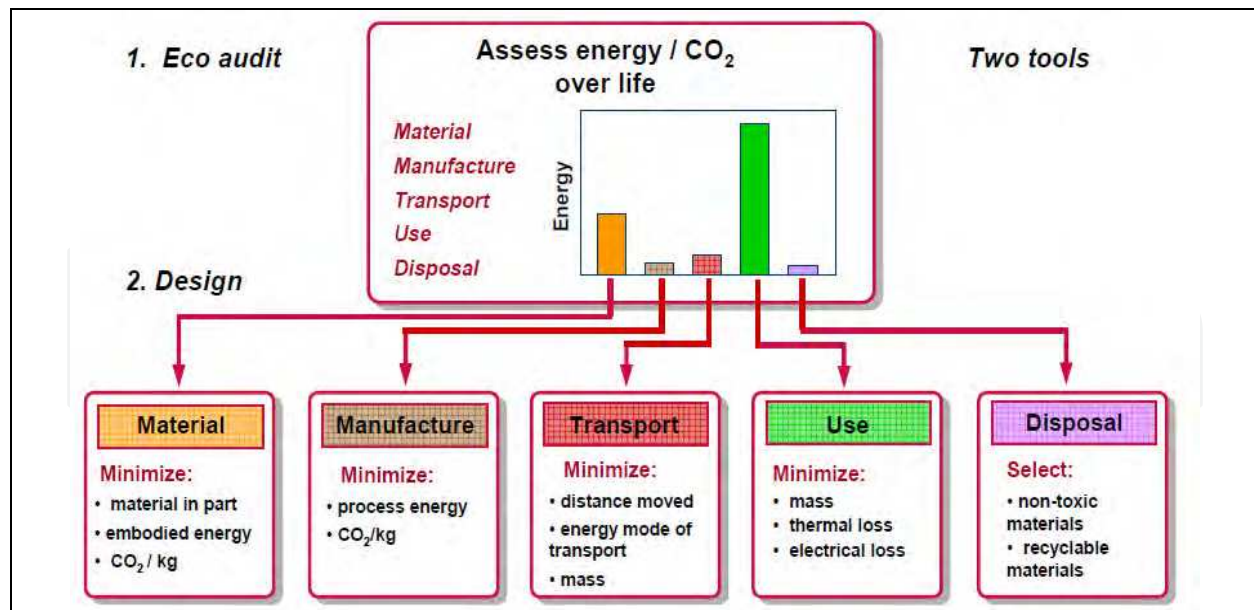 1. Eco audit
Assess energy / CO₂
over life
Two tools
Material
Manufacture
Transport
Use
Disposal
Energy
2. Design
Material
Minimize:
• material in part
• embodied energy
• CO₂ / kg
Manufacture
Minimize:
• process energy
• CO₂/kg
Transport
Minimize:
• distance moved
• energy mode of
transport
• mass
Use
Minimize:
• mass
• thermal loss
• electrical loss
Disposal
Select:
• non-toxic
materials
• recyclable
materials